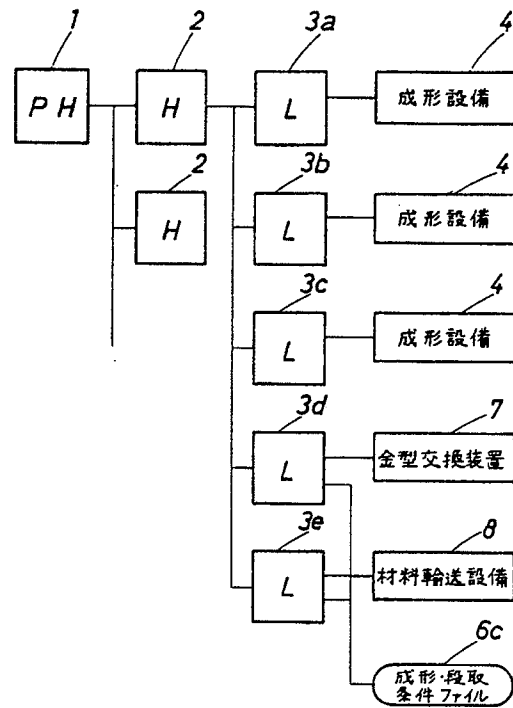 1
2
3a
4
PH
H
L
成形設備
2
3b
4
H
L
成形設備
3c
4
L
成形設備
3d
7
L
金型交換装置
3e
8
L
材料輸送設備
6c
成形・段取
条件ファイル